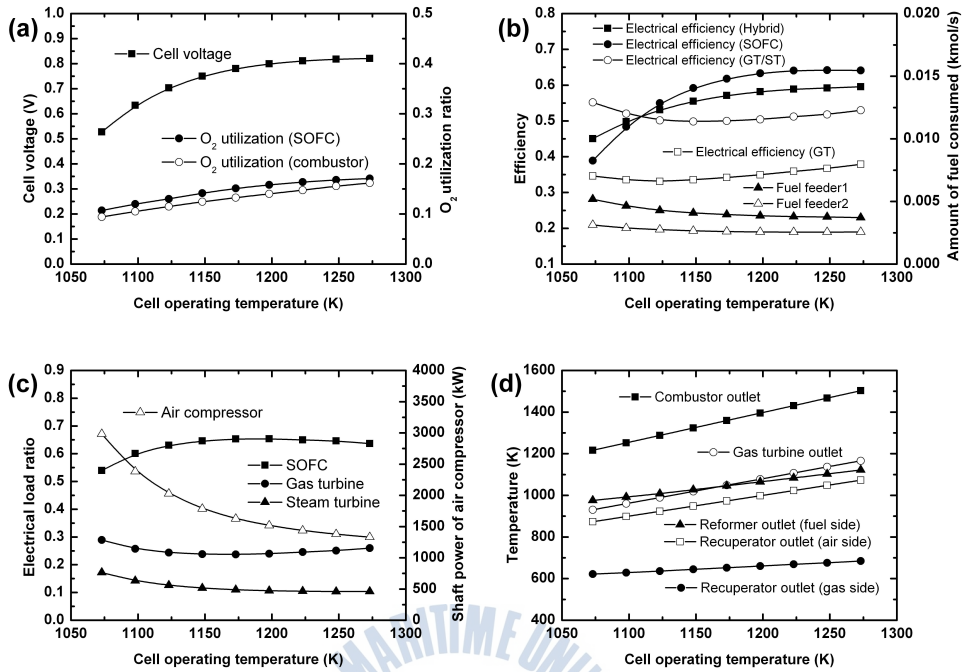 (a)
Cell voltage
O2 utilization (SOFC)
O2 utilization (combustor)
1.0
0.9
0.8
0.7
0.6
0.5
0.4
0.3
0.2
0.1
0.0
Cell voltage (V)
0.5
0.4
0.3
0.2
0.1
0.0
O2 utilization ratio
1050 1100 1150 1200 1250 1300
Cell operating temperature (K)
(b)
Electrical efficiency (Hybrid)
Electrical efficiency (SOFC)
Electrical efficiency (GT/ST)
Electrical efficiency (GT)
Fuel feeder1
Fuel feeder2
0.8
0.7
0.6
0.5
0.4
0.3
0.2
0.1
Efficiency
0.020
0.015
0.010
0.005
0.000
Amount of fuel consumed (kmol/s)
1050 1100 1150 1200 1250 1300
Cell operating temperature (K)
(c)
Air compressor
SOFC
Gas turbine
Steam turbine
0.9
0.8
0.7
0.6
0.5
0.4
0.3
0.2
0.1
0.0
Electrical load ratio
4000
3500
3000
2500
2000
1500
1000
500
0
Shaft power of air compressor (kW)
1050 1100 1150 1200 1250 1300
Cell operating temperature (K)
(d)
Combustor outlet
Gas turbine outlet
Reformer outlet (fuel side)
Recuperator outlet (air side)
Recuperator outlet (gas side)
1600
1400
1200
1000
800
600
400
Temperature (K)
1050 1100 1150 1200 1250 1300
Cell operating temperature (K)